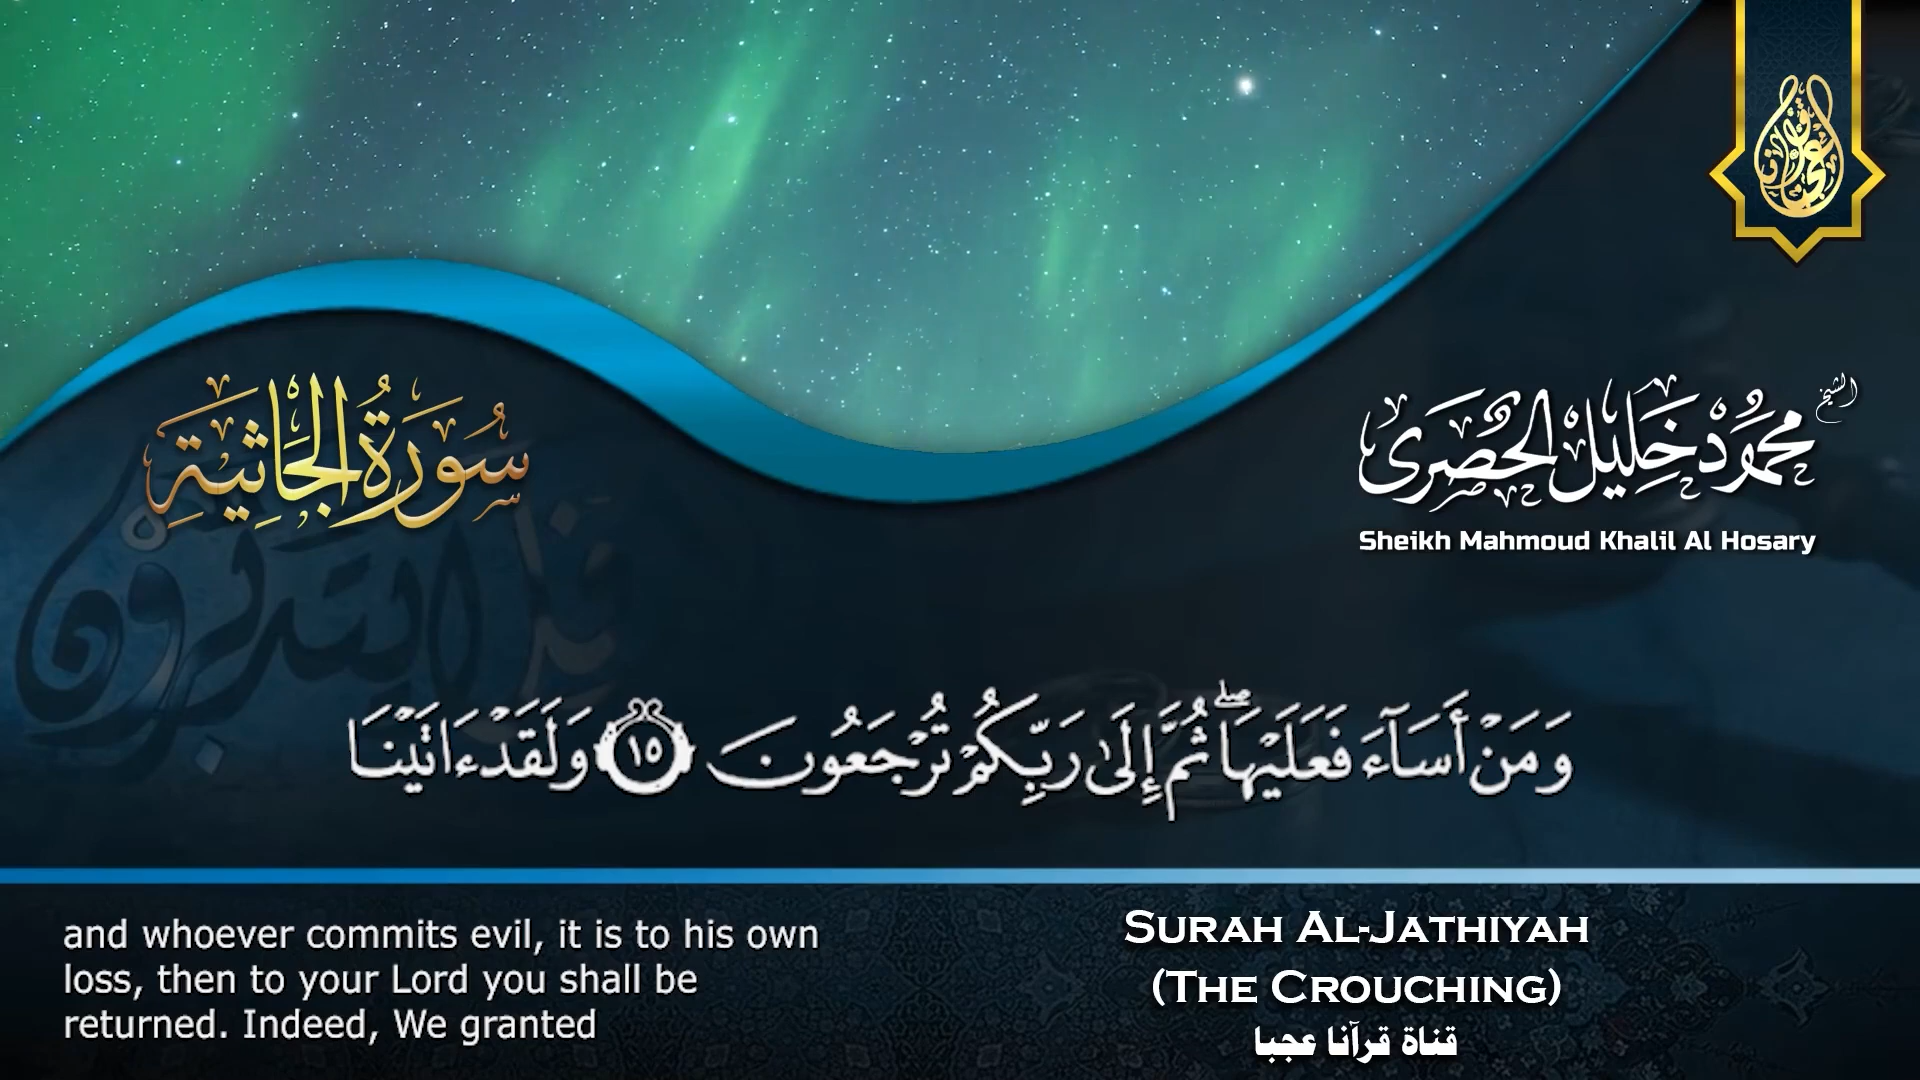 سُورَةُ الجَاثِيَةِ
الشيخ
محمود خليل الحصرى
Sheikh Mahmoud Khalil Al Hosary
وَمَنْ أَسَآءَ فَعَلَيْهَا ۖ ثُمَّ إِلَىٰ رَبِّكُمْ تُرْجَعُونَ ١٥ وَلَقَدْ ءَاتَيْنَا
and whoever commits evil, it is to his own
loss, then to your Lord you shall be
returned. Indeed, We granted
SURAH AL-JATHIYAH
(THE CROUCHING)
قناة قرآنا عجبا